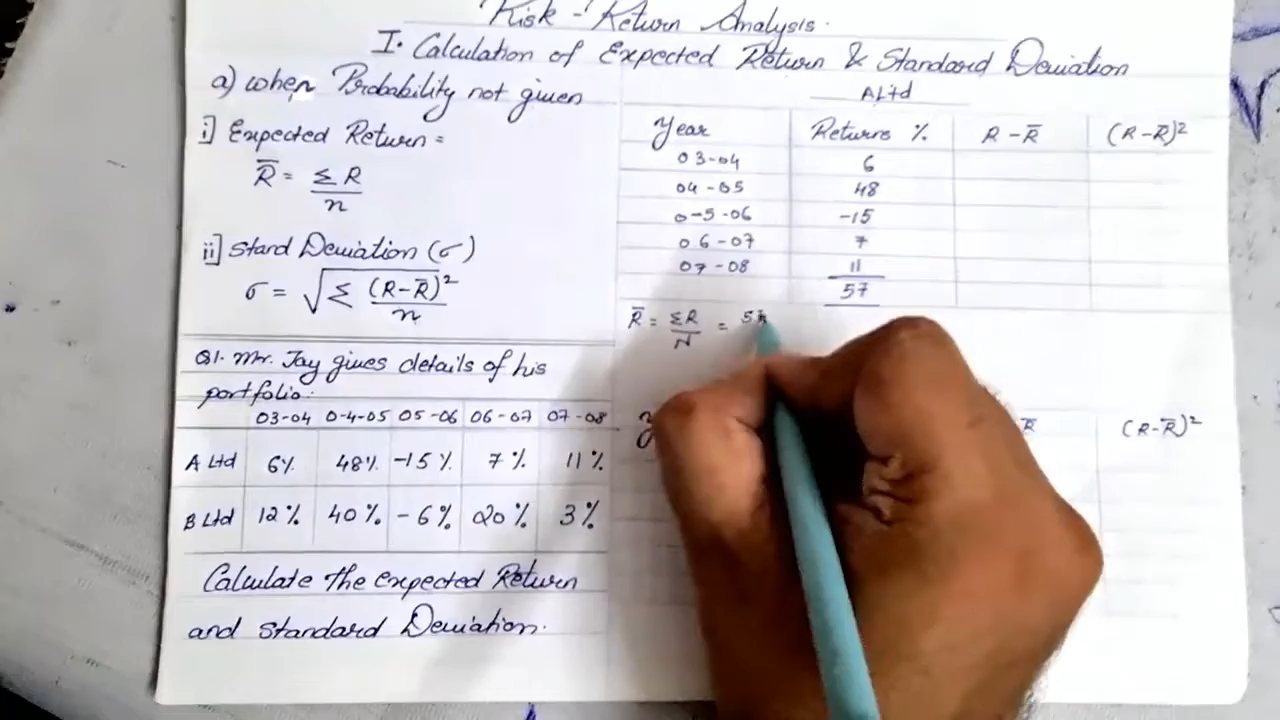 Risk - Return Analysis.
I. Calculation of Expected Return & Standard Deviation
a) when Probability not given
i] Expected Return =
R̅ = ΣR / n
ii] Stand Deviation (σ)
σ = √Σ (R-R̅)² / n
Q1. Mr. Jay gives details of his
portfolio:
03-04 0-4-05 05-06 06-07 07-08
A Ltd 6% 48% -15% 7% 11%
B Ltd 12% 40% -6% 20% 3%
Calculate the expected Return
and standard Deviation.
A Ltd
Year Returns % R-R̅ (R-R̅)²
03-04 6
04-05 48
0-5-06 -15
06-07 7
07-08 11
57
R̅ = ΣR / N = 57
R̅ (R-R̅)²